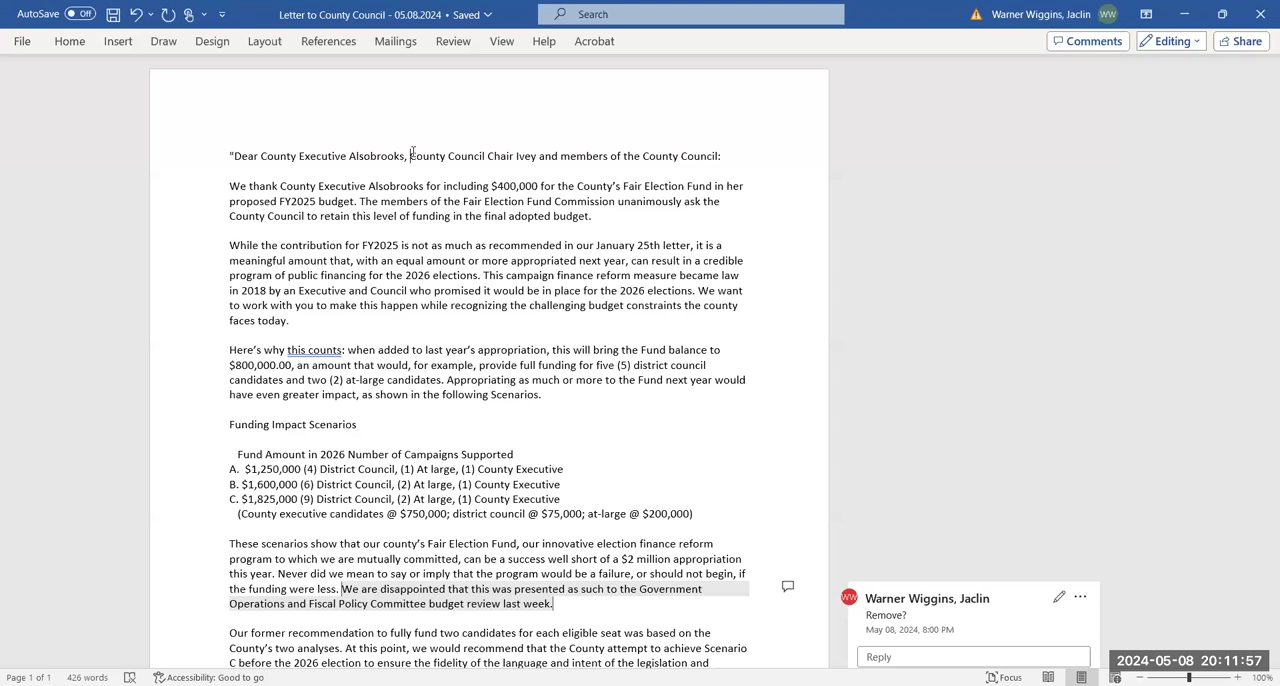 AutoSave Off Letter to County Council - 05.08.2024 • Saved Search Warner Wiggins, Jaclin WW
File Home Insert Draw Design Layout References Mailings Review View Help Acrobat Comments Editing Share
"Dear County Executive Alsobrooks, County Council Chair Ivey and members of the County Council:
We thank County Executive Alsobrooks for including $400,000 for the County's Fair Election Fund in her
proposed FY2025 budget. The members of the Fair Election Fund Commission unanimously ask the
County Council to retain this level of funding in the final adopted budget.
While the contribution for FY2025 is not as much as recommended in our January 25th letter, it is a
meaningful amount that, with an equal amount or more appropriated next year, can result in a credible
program of public financing for the 2026 elections. This campaign finance reform measure became law
in 2018 by an Executive and Council who promised it would be in place for the 2026 elections. We want
to work with you to make this happen while recognizing the challenging budget constraints the county
faces today.
Here's why this counts: when added to last year's appropriation, this will bring the Fund balance to
$800,000.00, an amount that would, for example, provide full funding for five (5) district council
candidates and two (2) at-large candidates. Appropriating as much or more to the Fund next year would
have even greater impact, as shown in the following Scenarios.
Funding Impact Scenarios
Fund Amount in 2026 Number of Campaigns Supported
A. $1,250,000 (4) District Council, (1) At large, (1) County Executive
B. $1,600,000 (6) District Council, (2) At large, (1) County Executive
C. $1,825,000 (9) District Council, (2) At large, (1) County Executive
(County executive candidates @ $750,000; district council @ $75,000; at-large @ $200,000)
These scenarios show that our county's Fair Election Fund, our innovative election finance reform
program to which we are mutually committed, can be a success well short of a $2 million appropriation
this year. Never did we mean to say or imply that the program would be a failure, or should not begin, if
the funding were less. We are disappointed that this was presented as such to the Government
Operations and Fiscal Policy Committee budget review last week.
Our former recommendation to fully fund two candidates for each eligible seat was based on the
County's two analyses. At this point, we would recommend that the County attempt to achieve Scenario
C before the 2026 election to ensure the fidelity of the language and intent of the legislation and
WW Warner Wiggins, Jaclin
Remove?
May 08, 2024, 8:00 PM
Reply
2024-05-08 20:11:57
Page 1 of 1 426 words Accessibility: Good to go Focus 100%